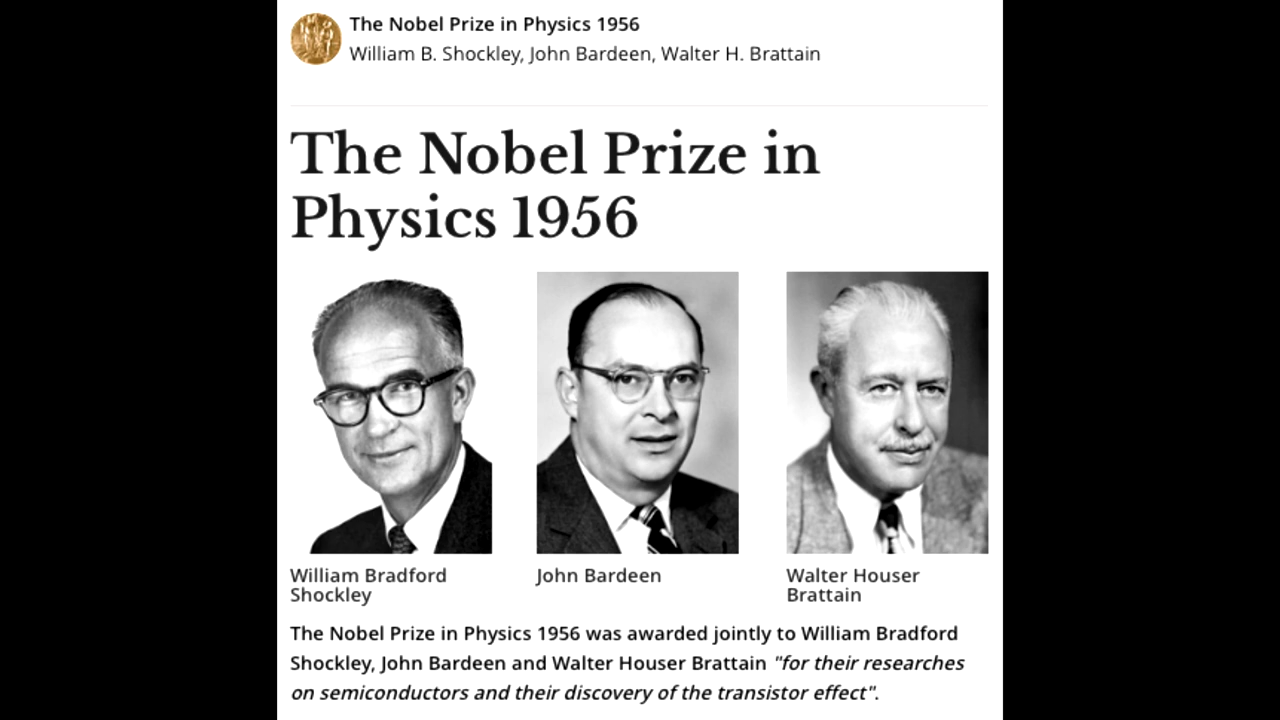 The Nobel Prize in Physics 1956
William B. Shockley, John Bardeen, Walter H. Brattain
The Nobel Prize in
Physics 1956
William Bradford
Shockley
John Bardeen
Walter Houser
Brattain
The Nobel Prize in Physics 1956 was awarded jointly to William Bradford
Shockley, John Bardeen and Walter Houser Brattain "for their researches
on semiconductors and their discovery of the transistor effect".